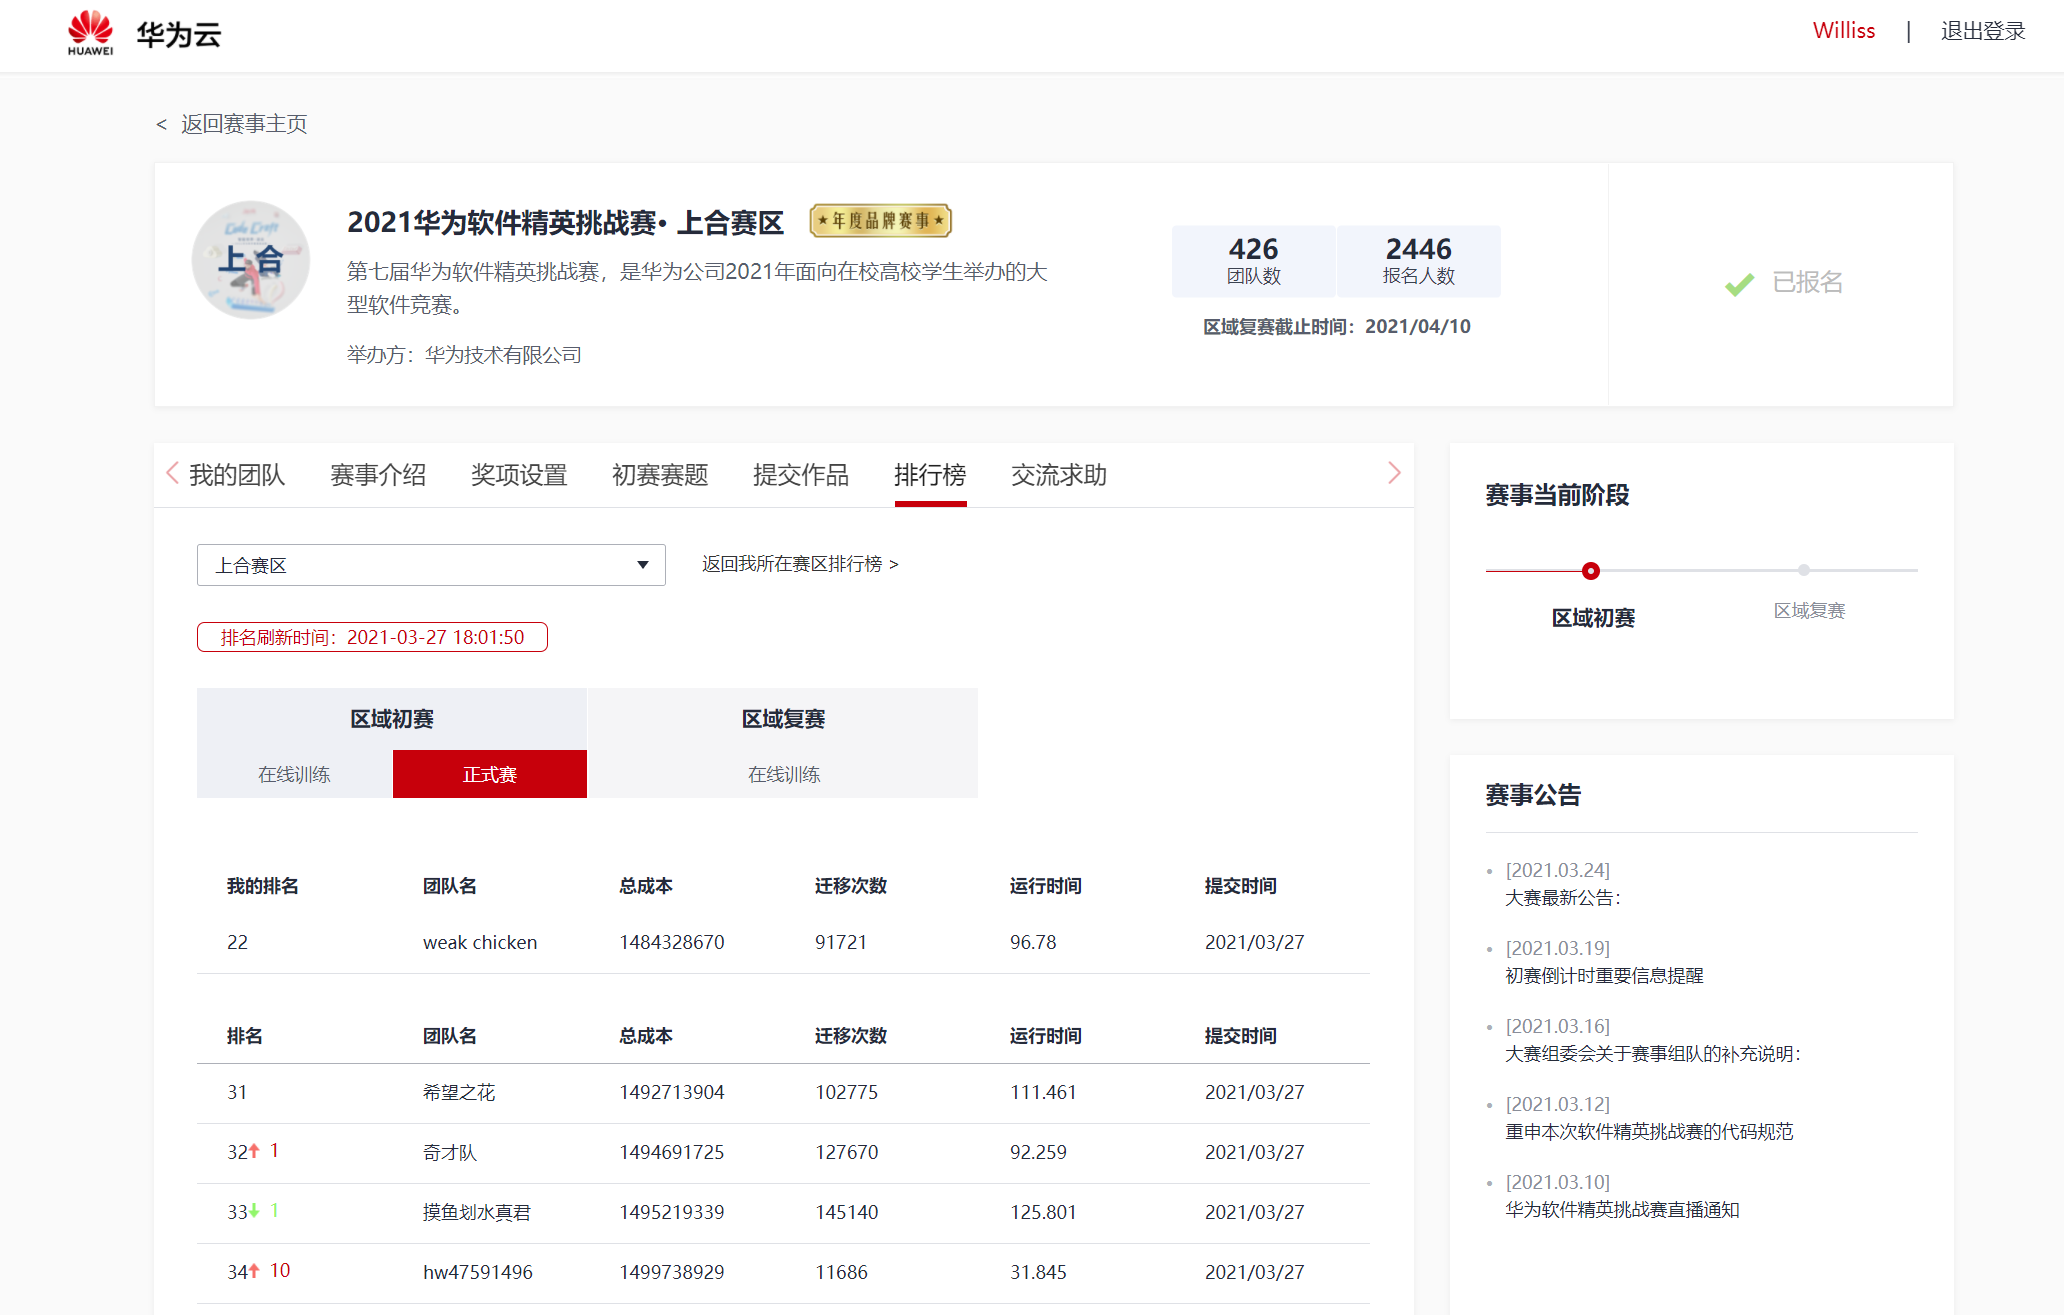 HUAWEI 华为云 Williss | 退出登录
< 返回赛事主页
上合
2021华为软件精英挑战赛· 上合赛区 ★年度品牌赛事★
第七届华为软件精英挑战赛，是华为公司2021年面向在校高校学生举办的大
型软件竞赛。
举办方：华为技术有限公司
426 2446
团队数 报名人数
区域复赛截止时间：2021/04/10
已报名
我的团队 赛事介绍 奖项设置 初赛赛题 提交作品 排行榜 交流求助
上合赛区 返回我所在赛区排行榜 >
排名刷新时间：2021-03-27 18:01:50
区域初赛 区域复赛
在线训练 正式赛 在线训练
我的排名 团队名 总成本 迁移次数 运行时间 提交时间
22 weak chicken 1484328670 91721 96.78 2021/03/27
排名 团队名 总成本 迁移次数 运行时间 提交时间
31 希望之花 1492713904 102775 111.461 2021/03/27
32 1 奇才队 1494691725 127670 92.259 2021/03/27
33 1 摸鱼划水真君 1495219339 145140 125.801 2021/03/27
34 10 hw47591496 1499738929 11686 31.845 2021/03/27
赛事当前阶段
区域初赛 区域复赛
赛事公告
[2021.03.24]
大赛最新公告：
[2021.03.19]
初赛倒计时重要信息提醒
[2021.03.16]
大赛组委会关于赛事组队的补充说明：
[2021.03.12]
重申本次软件精英挑战赛的代码规范
[2021.03.10]
华为软件精英挑战赛直播通知